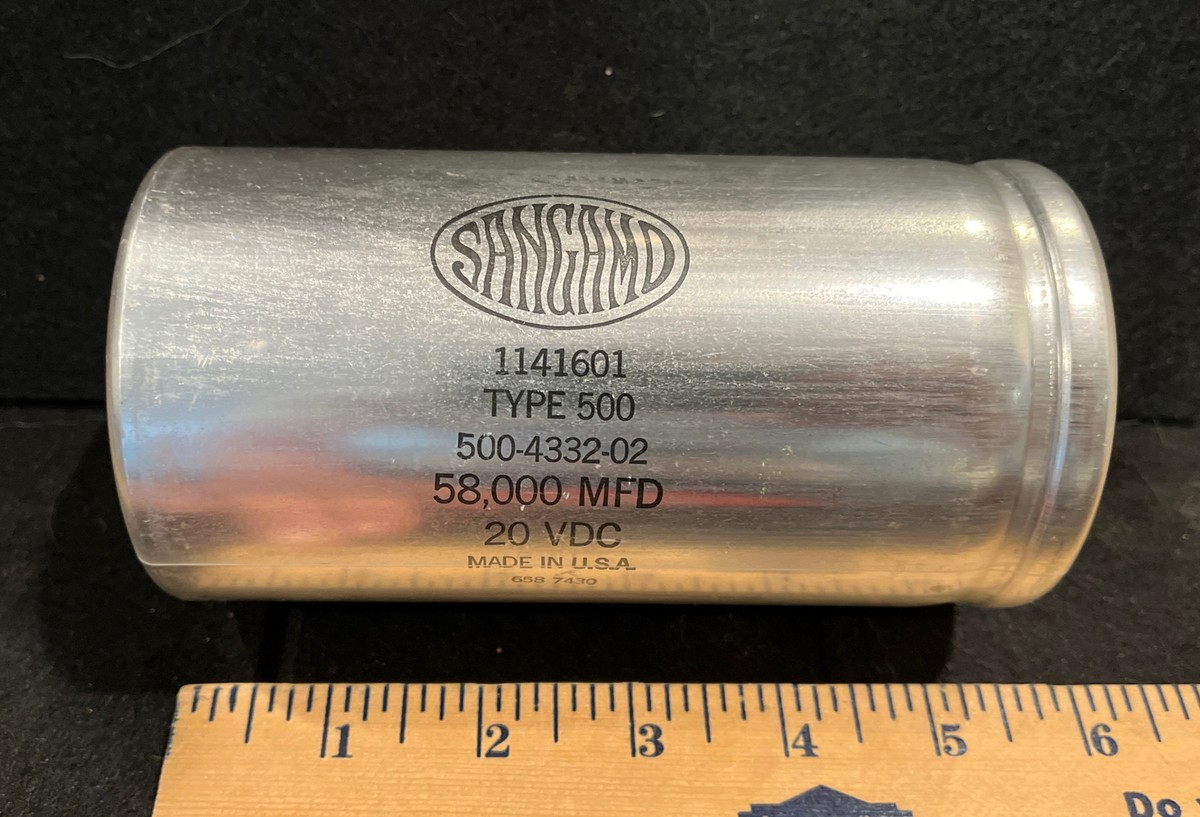 SANGAMO
1141601
TYPE 500
500-4332-02
58,000 MFD
20 VDC
MADE IN U.S.A.
658 7430
1 2 3 4 5 6
Do